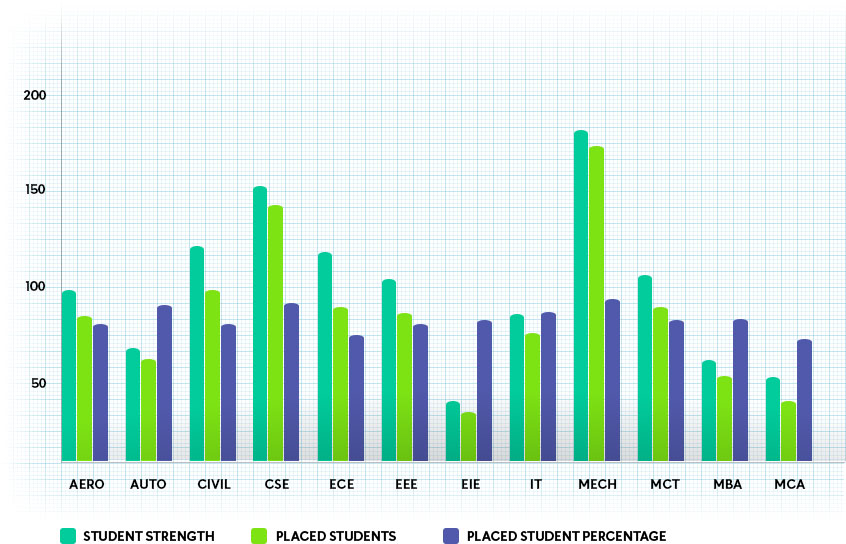 200
150
100
50
AERO AUTO CIVIL CSE ECE EEE EIE IT MECH MCT MBA MCA
STUDENT STRENGTH PLACED STUDENTS PLACED STUDENT PERCENTAGE